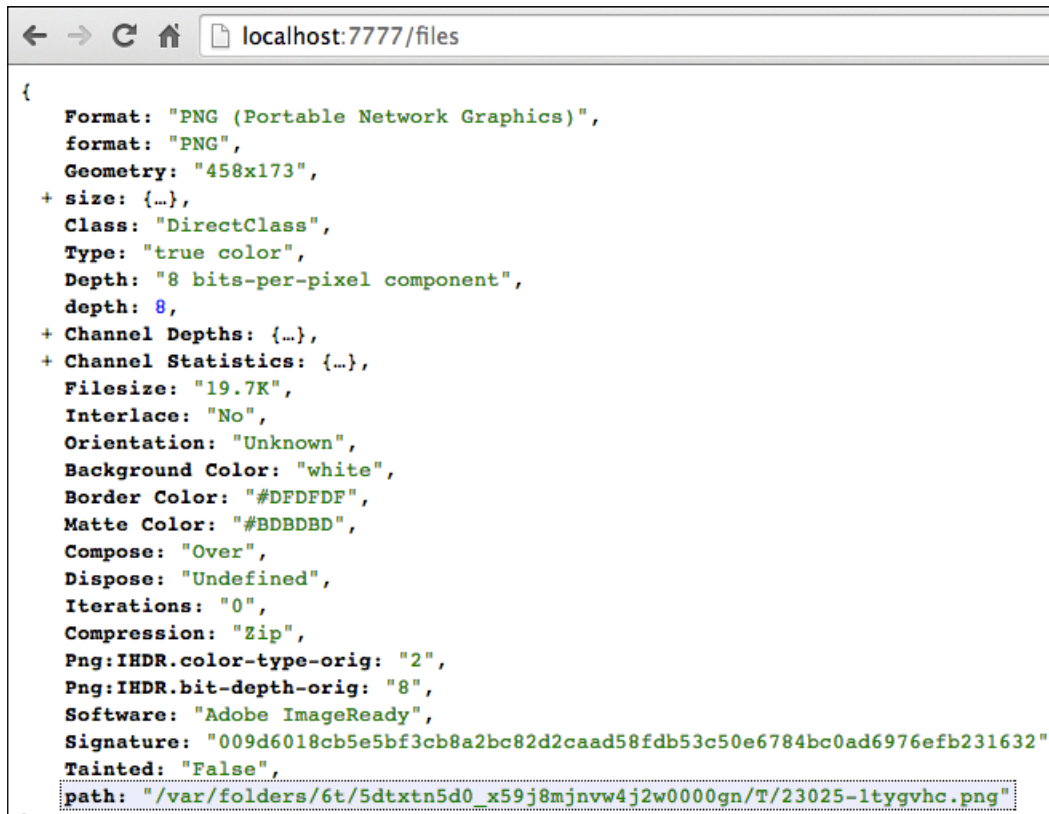 localhost:7777/files
{
Format: "PNG (Portable Network Graphics)",
format: "PNG",
Geometry: "458x173",
+ size: {…},
Class: "DirectClass",
Type: "true color",
Depth: "8 bits-per-pixel component",
depth: 8,
+ Channel Depths: {…},
+ Channel Statistics: {…},
Filesize: "19.7K",
Interlace: "No",
Orientation: "Unknown",
Background Color: "white",
Border Color: "#DFDFDF",
Matte Color: "#BDBDBD",
Compose: "Over",
Dispose: "Undefined",
Iterations: "0",
Compression: "Zip",
Png:IHDR.color-type-orig: "2",
Png:IHDR.bit-depth-orig: "8",
Software: "Adobe ImageReady",
Signature: "009d6018cb5e5bf3cb8a2bc82d2caad58fdb53c50e6784bc0ad6976efb231632"
Tainted: "False",
path: "/var/folders/6t/5dtxtn5d0_x59j8mjnvw4j2w0000gn/T/23025-1tygvhc.png"